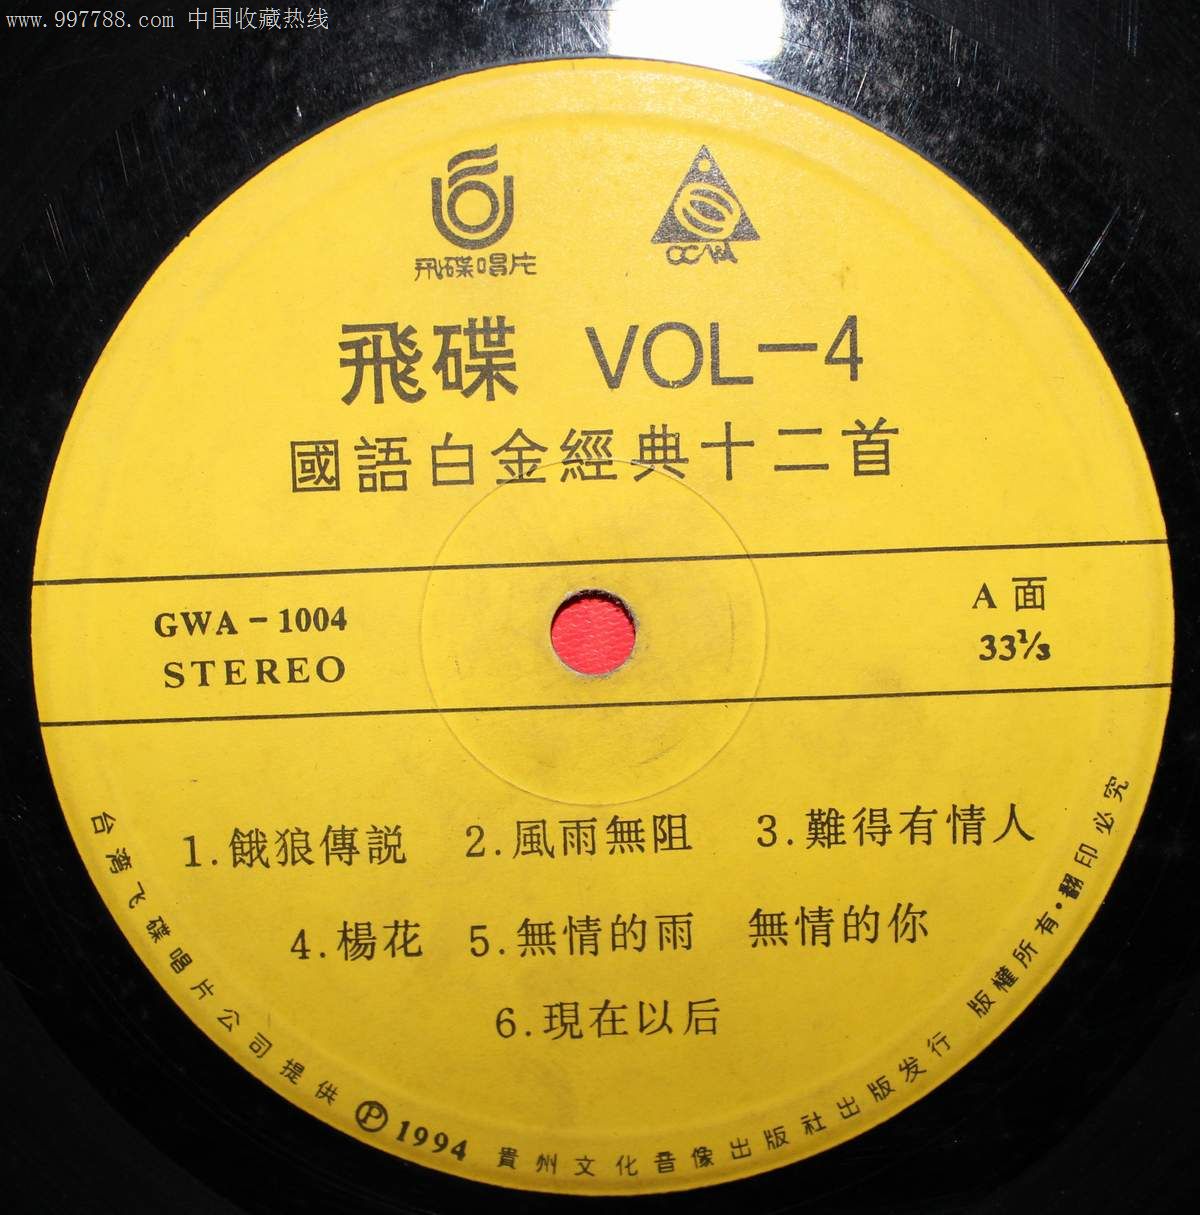 www.997788.com 中国收藏热线
飛碟唱片
飛碟 VOL-4
國語白金經典十二首
GWA-1004
STEREO
A 面
33⅓
1.餓狼傳説 2.風雨無阻 3.難得有情人
4.楊花 5.無情的雨 無情的你
6.現在以后
台湾飞碟唱片公司提供 Ⓟ1994 貴州文化音像出版社出版发行 版權所有·翻印必究